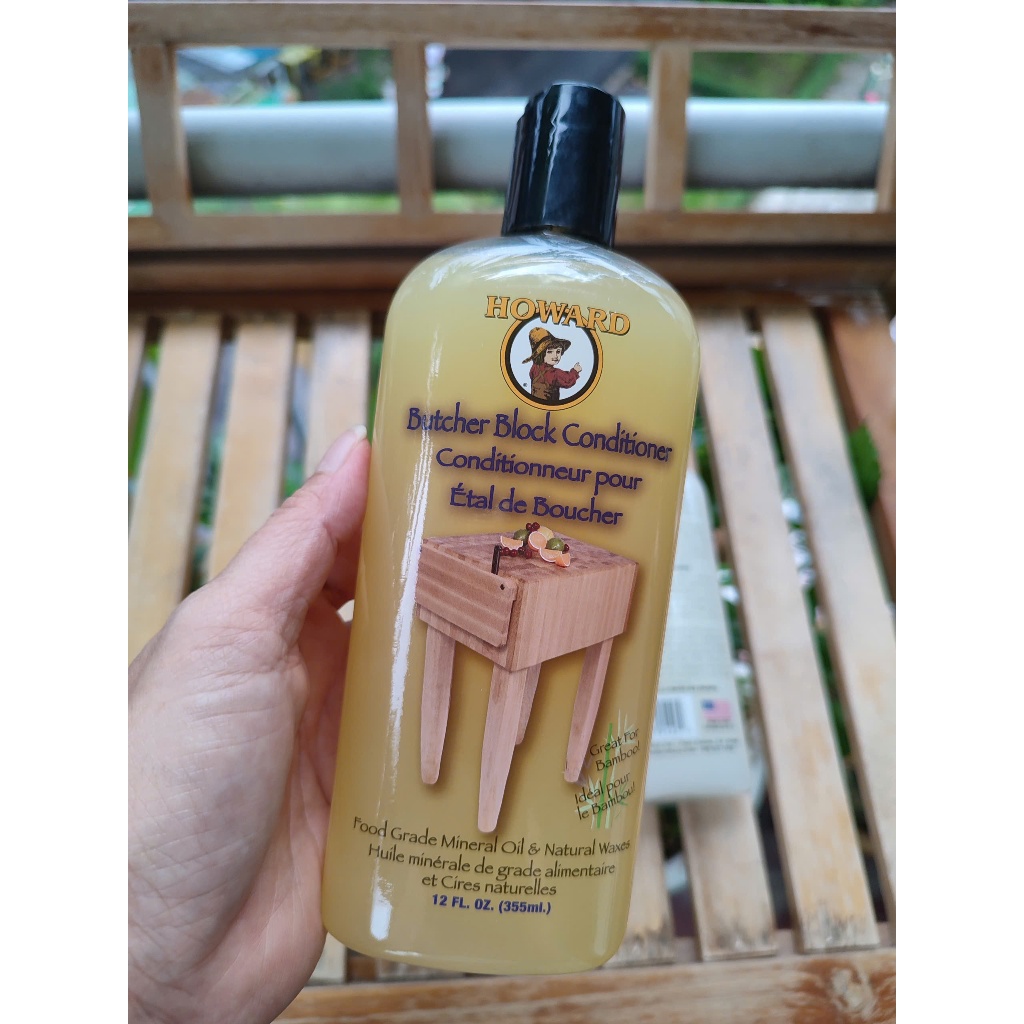 HOWARD
Butcher Block Conditioner
Conditionneur pour
Étal de Boucher
Great For
Bamboo!
Idéal pour
le Bambou!
Food Grade Mineral Oil & Natural Waxes
Huile minérale de grade alimentaire
et Cires naturelles
12 FL. OZ. (355ml.)